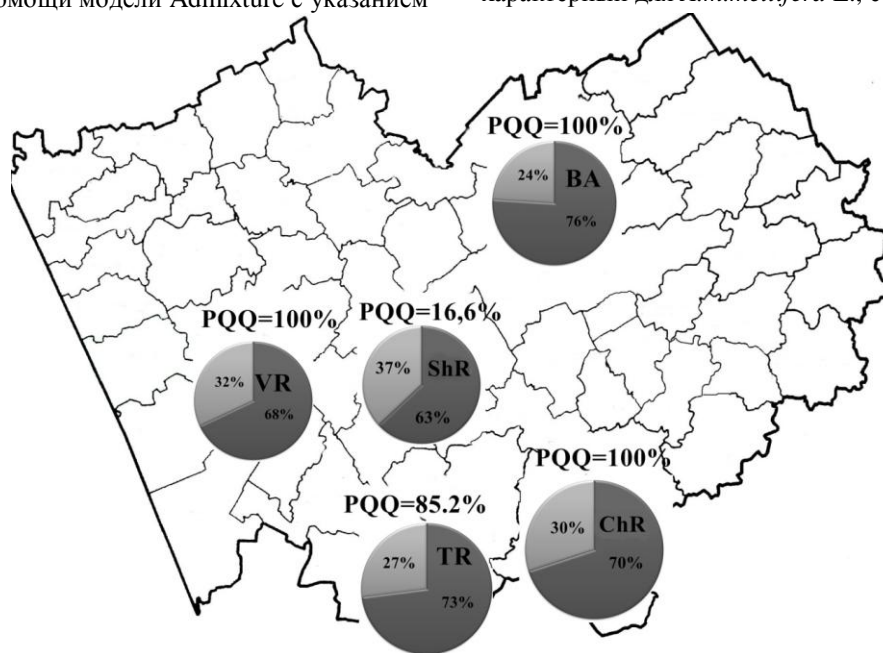 омощи модели Admixture с указанием
PQQ=100%
24%
BA
76%
PQQ=100%
32%
VR
68%
PQQ=16,6%
37%
ShR
63%
PQQ=85.2%
27%
TR
73%
PQQ=100%
30%
ChR
70%